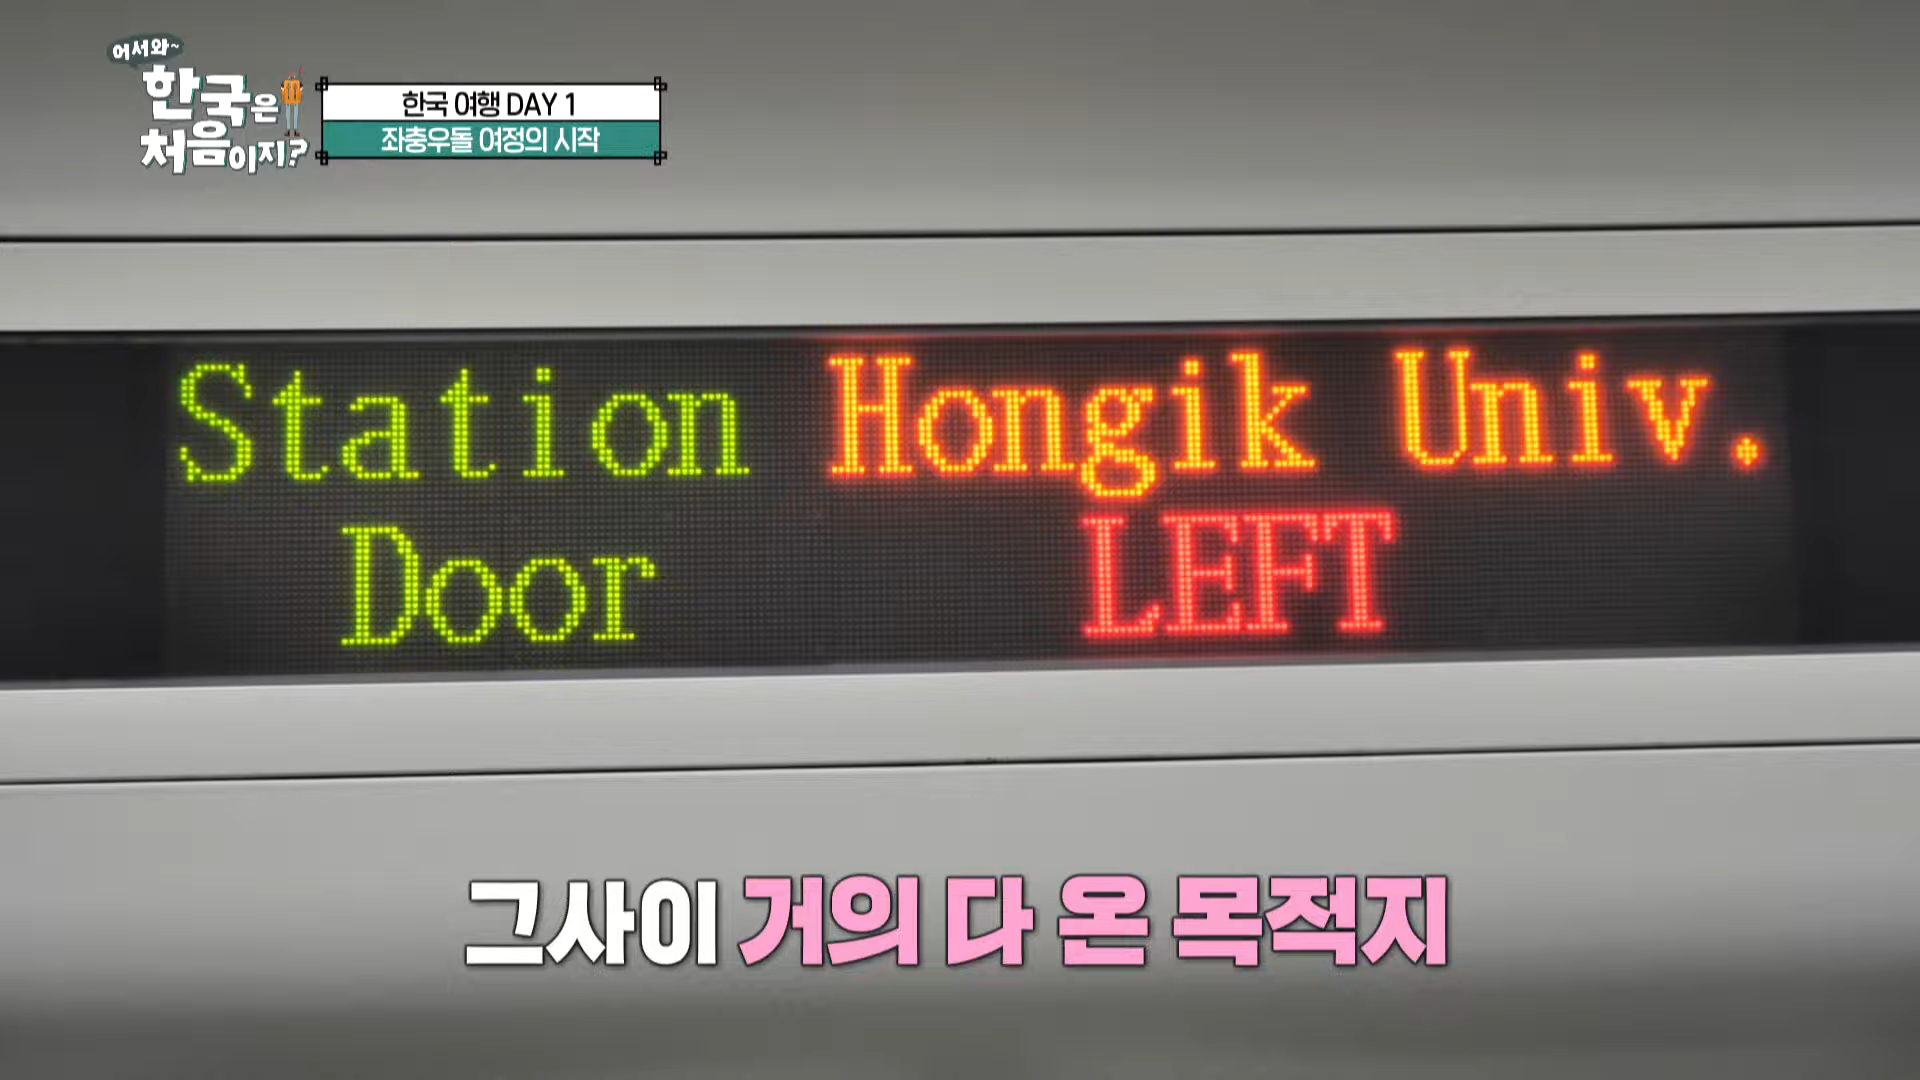 어서와~
한국은
처음이지?
한국 여행 DAY 1
좌충우돌 여정의 시작
Station Hongik Univ.
Door LEFT
그사이 거의 다 온 목적지